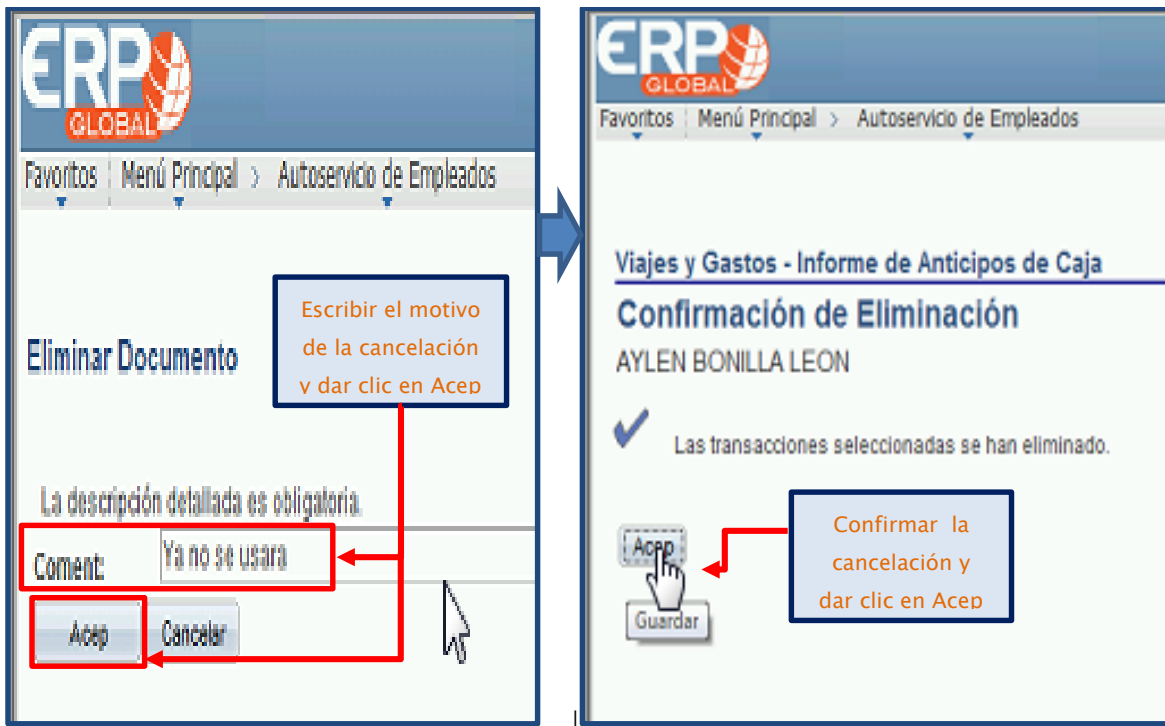 ERP
GLOBAL
Favoritos Menú Principal > Autoservicio de Empleados
Escribir el motivo
de la cancelación
y dar clic en Acep
Eliminar Documento
La descripción detallada es obligatoria.
Coment: Ya no se usara
Acep Cancelar
ERP
GLOBAL
Favoritos Menú Principal > Autoservicio de Empleados
Viajes y Gastos - Informe de Anticipos de Caja
Confirmación de Eliminación
AYLEN BONILLA LEON
Las transacciones seleccionadas se han eliminado.
Confirmar la
cancelación y
dar clic en Acep
Acep
Guardar